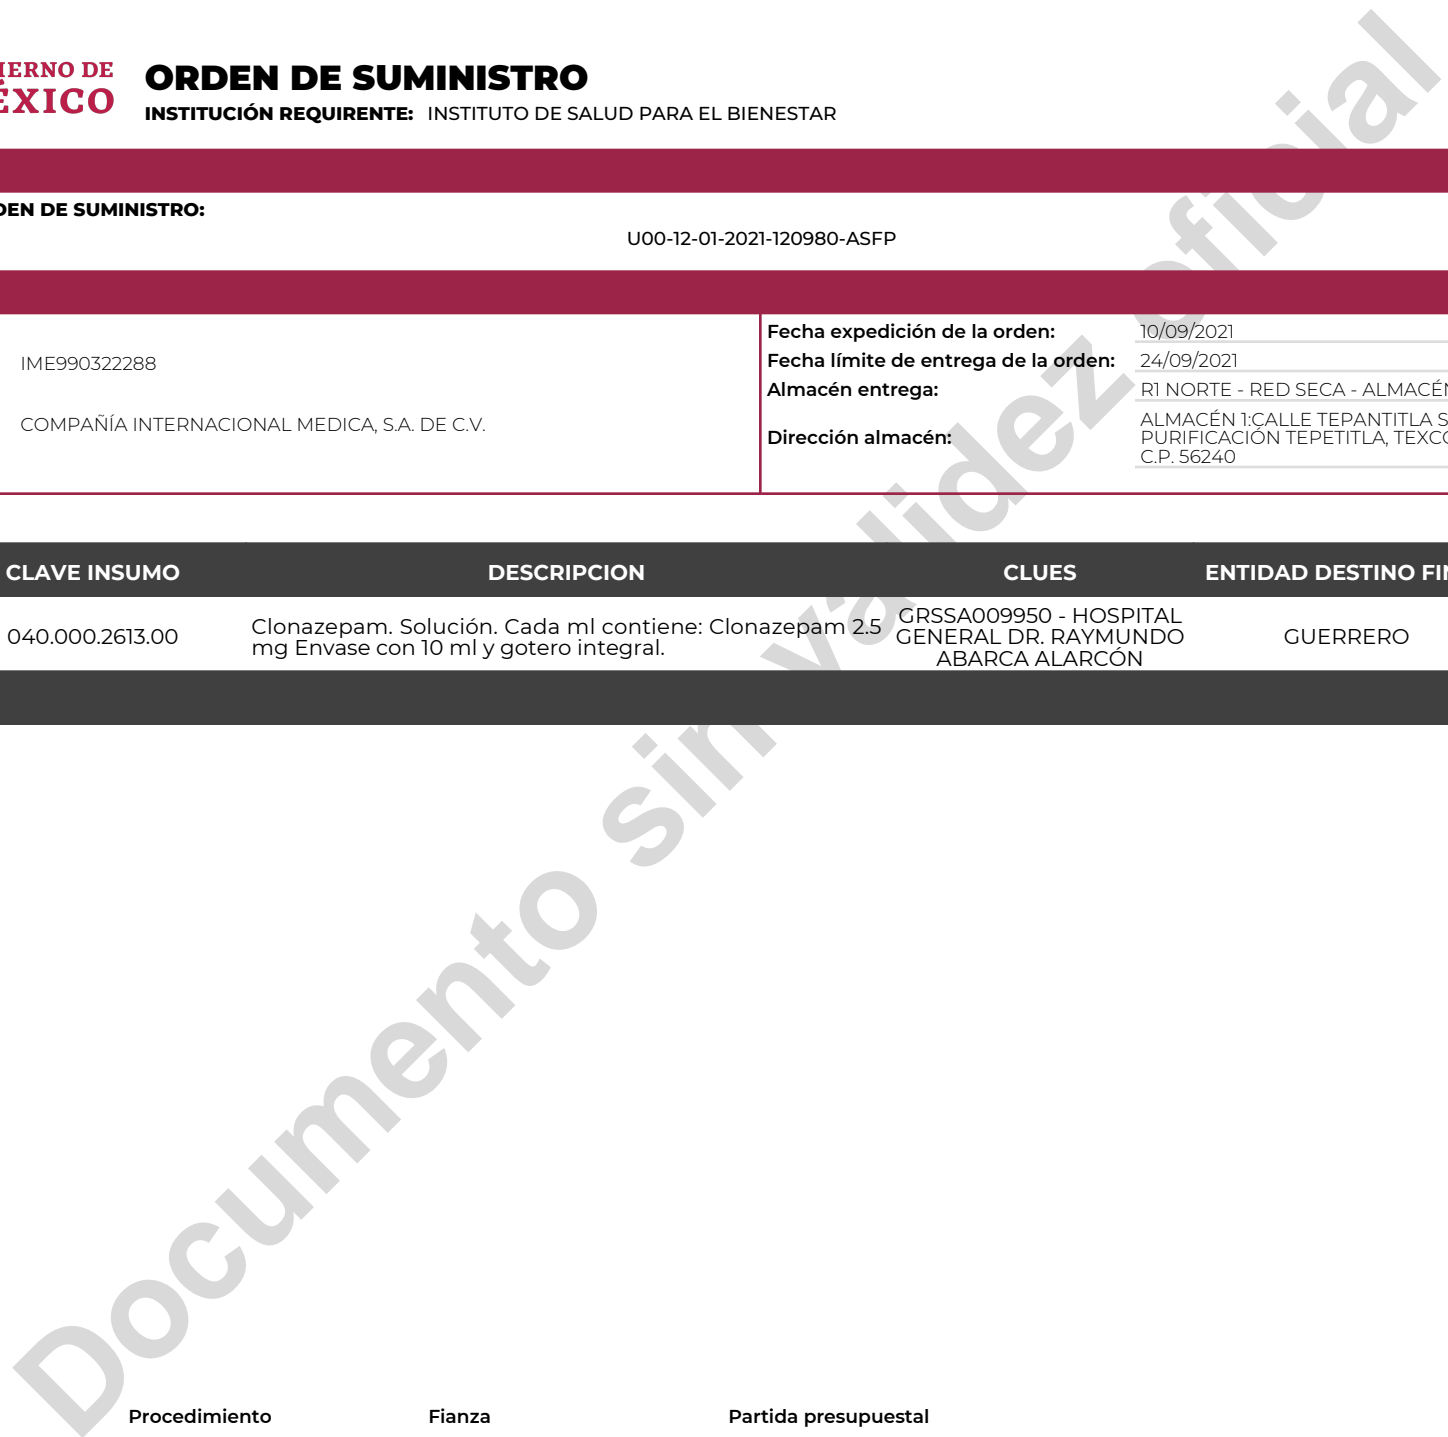 IERNO DE
ÉXICO
ORDEN DE SUMINISTRO
INSTITUCIÓN REQUIRENTE: INSTITUTO DE SALUD PARA EL BIENESTAR
DEN DE SUMINISTRO:
U00-12-01-2021-120980-ASFP
IME990322288
COMPAÑÍA INTERNACIONAL MEDICA, S.A. DE C.V.
Fecha expedición de la orden: 10/09/2021
Fecha límite de entrega de la orden: 24/09/2021
Almacén entrega: R1 NORTE - RED SECA - ALMACÉN
Dirección almacén:
ALMACÉN 1:CALLE TEPANTITLA S
PURIFICACIÓN TEPETITLA, TEXCO
C.P. 56240
CLAVE INSUMO DESCRIPCION CLUES ENTIDAD DESTINO FIN
040.000.2613.00
Clonazepam. Solución. Cada ml contiene: Clonazepam 2.5
mg Envase con 10 ml y gotero integral.
GRSSA009950 - HOSPITAL
GENERAL DR. RAYMUNDO
ABARCA ALARCÓN
GUERRERO
Documento sin validez oficial
Procedimiento Fianza Partida presupuestal